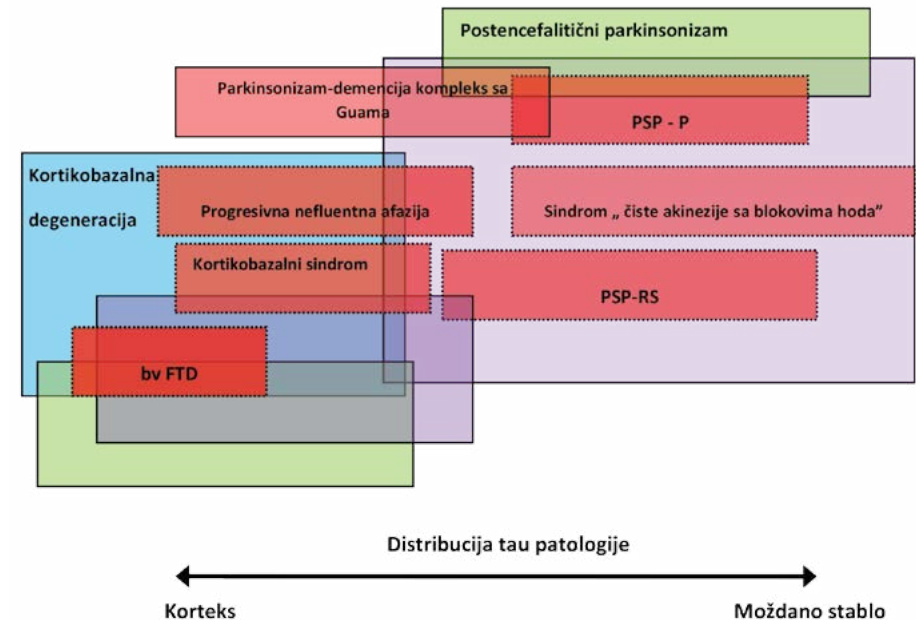 Postencefalitični parkinsonizam
Parkinsonizam-demencija kompleks sa
Guama
PSP - P
Kortikobazalna
degeneracija
Progresivna nefluentna afazija
Sindrom „ čiste akinezije sa blokovima hoda”
Kortikobazalni sindrom
PSP-RS
bv FTD
Distribucija tau patologije
Korteks
Moždano stablo